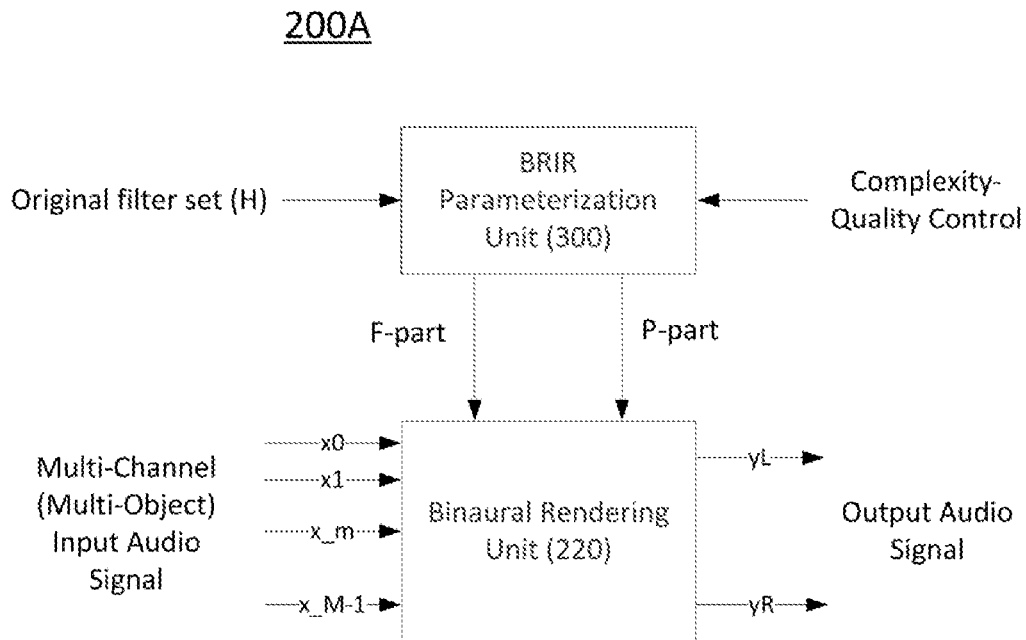 200A
BRIR
Parameterization
Unit (300)
Original filter set (H)
Complexity-
Quality Control
F-part
P-part
Multi-Channel
(Multi-Object)
Input Audio
Signal
x0
x1
x_m
x_M-1
Binaural Rendering
Unit (220)
yL
yR
Output Audio
Signal